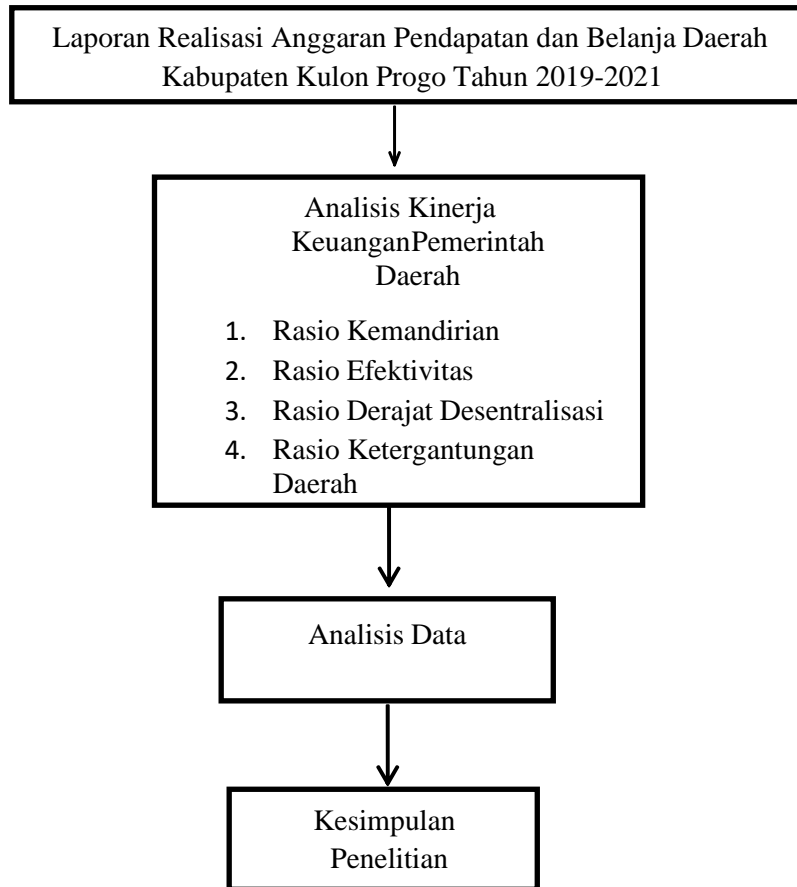 Laporan Realisasi Anggaran Pendapatan dan Belanja Daerah
Kabupaten Kulon Progo Tahun 2019-2021
Analisis Kinerja
KeuanganPemerintah
Daerah
1. Rasio Kemandirian
2. Rasio Efektivitas
3. Rasio Derajat Desentralisasi
4. Rasio Ketergantungan
Daerah
Analisis Data
Kesimpulan
Penelitian